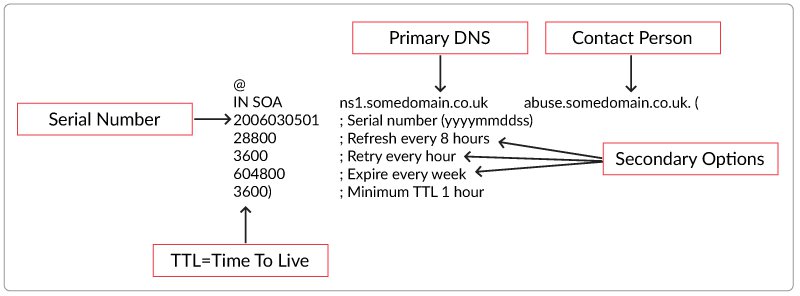 Primary DNS
Contact Person
@
IN SOA ns1.somedomain.co.uk abuse.somedomain.co.uk. (
Serial Number
2006030501 ; Serial number (yyyymmddss)
28800 ; Refresh every 8 hours
3600 ; Retry every hour
Secondary Options
604800 ; Expire every week
3600) ; Minimum TTL 1 hour
TTL=Time To Live